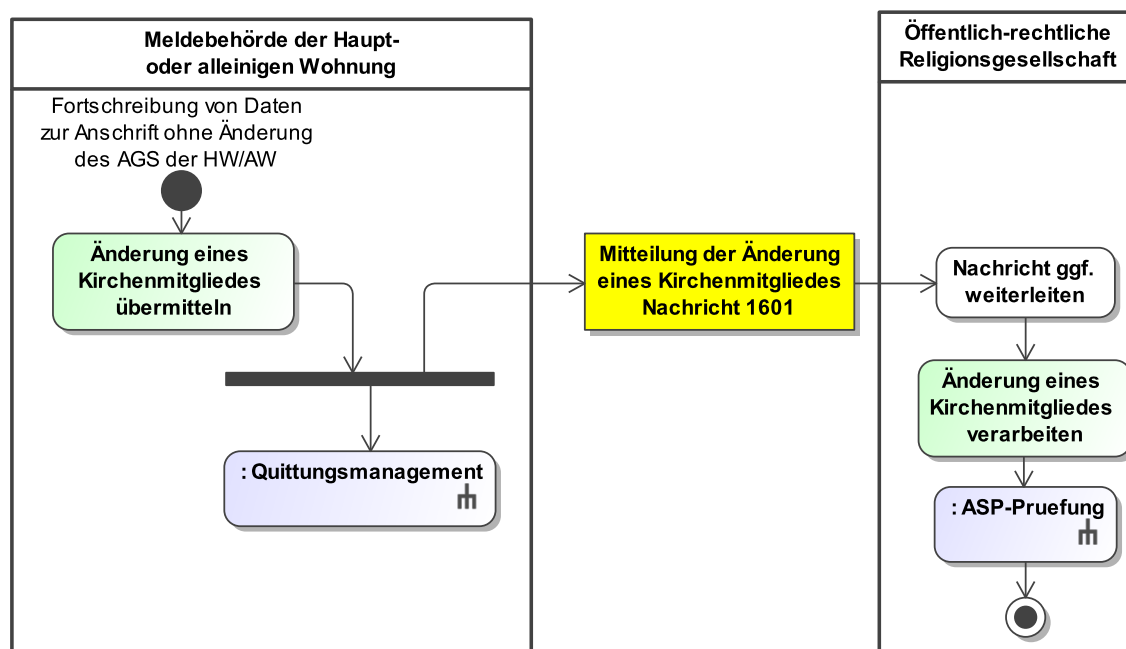 Meldebehörde der Haupt-
oder alleinigen Wohnung
Fortschreibung von Daten
zur Anschrift ohne Änderung
des AGS der HW/AW
Änderung eines
Kirchenmitgliedes
übermitteln
: Quittungsmanagement
Mitteilung der Änderung
eines Kirchenmitgliedes
Nachricht 1601
Öffentlich-rechtliche
Religionsgesellschaft
Nachricht ggf.
weiterleiten
Änderung eines
Kirchenmitgliedes
verarbeiten
: ASP-Pruefung